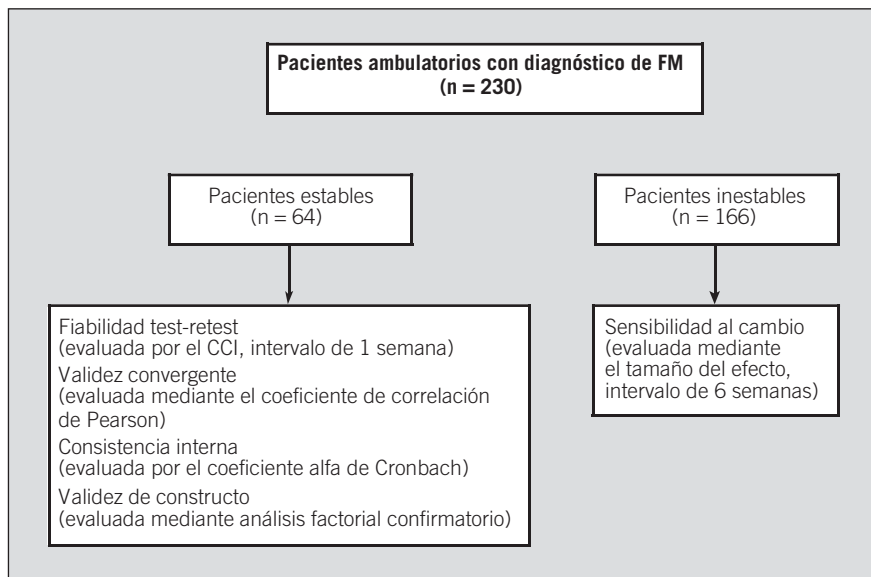 Pacientes ambulatorios con diagnóstico de FM
(n = 230)
Pacientes estables
(n = 64)
Pacientes inestables
(n = 166)
Fiabilidad test-retest
(evaluada por el CCI, intervalo de 1 semana)
Validez convergente
(evaluada mediante el coeficiente de correlación
de Pearson)
Consistencia interna
(evaluada por el coeficiente alfa de Cronbach)
Validez de constructo
(evaluada mediante análisis factorial confirmatorio)
Sensibilidad al cambio
(evaluada mediante
el tamaño del efecto,
intervalo de 6 semanas)